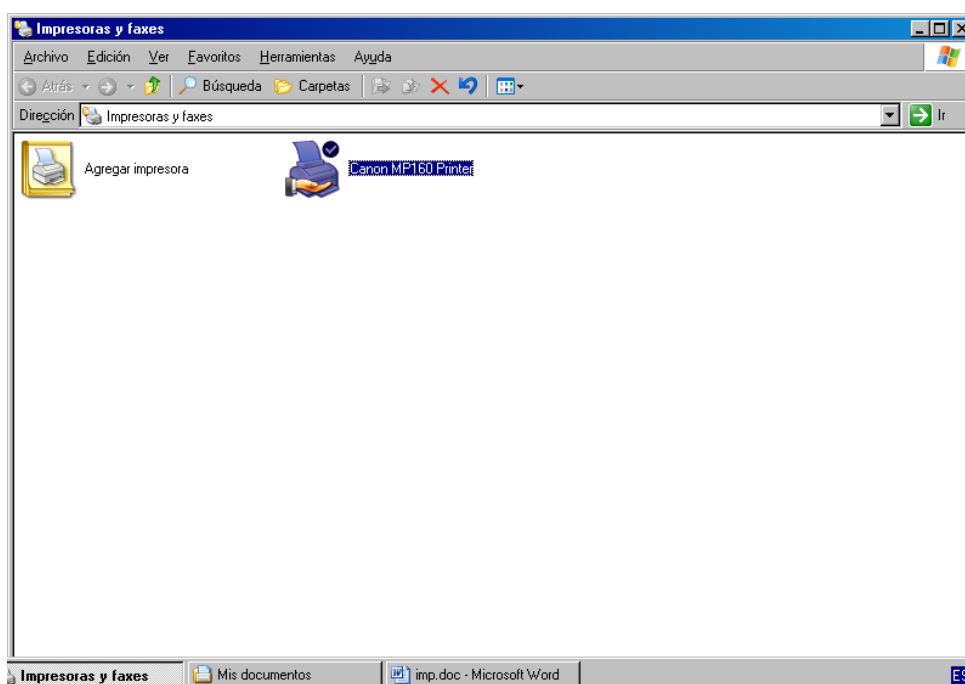 Impresoras y faxes
Archivo Edición Ver Favoritos Herramientas Ayuda
Atrás Búsqueda Carpetas
Dirección Impresoras y faxes Ir
Agregar impresora Canon MP160 Printer
Impresoras y faxes Mis documentos imp.doc - Microsoft Word ES